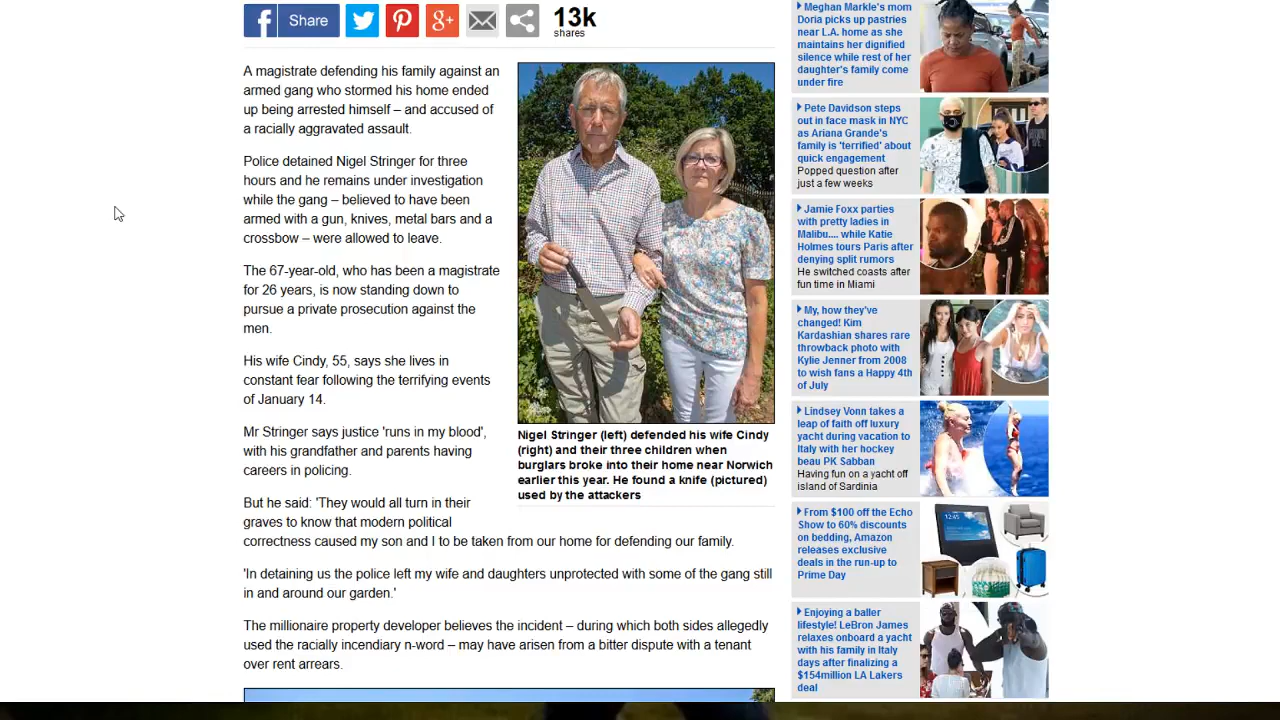 Share
13k
shares
A magistrate defending his family against an
armed gang who stormed his home ended
up being arrested himself – and accused of
a racially aggravated assault.
Police detained Nigel Stringer for three
hours and he remains under investigation
while the gang – believed to have been
armed with a gun, knives, metal bars and a
crossbow – were allowed to leave.
The 67-year-old, who has been a magistrate
for 26 years, is now standing down to
pursue a private prosecution against the
men.
His wife Cindy, 55, says she lives in
constant fear following the terrifying events
of January 14.
Mr Stringer says justice 'runs in my blood',
with his grandfather and parents having
careers in policing.
But he said: 'They would all turn in their
graves to know that modern political
correctness caused my son and I to be taken from our home for defending our family.
'In detaining us the police left my wife and daughters unprotected with some of the gang still
in and around our garden.'
The millionaire property developer believes the incident – during which both sides allegedly
used the racially incendiary n-word – may have arisen from a bitter dispute with a tenant
over rent arrears.
Nigel Stringer (left) defended his wife Cindy
(right) and their three children when
burglars broke into their home near Norwich
earlier this year. He found a knife (pictured)
used by the attackers
Meghan Markle's mom
Doria picks up pastries
near L.A. home as she
maintains her dignified
silence while rest of her
daughter's family come
under fire
Pete Davidson steps
out in face mask in NYC
as Ariana Grande's
family is 'terrified' about
quick engagement
Popped question after
just a few weeks
Jamie Foxx parties
with pretty ladies in
Malibu.... while Katie
Holmes tours Paris after
denying split rumors
He switched coasts after
fun time in Miami
My, how they've
changed! Kim
Kardashian shares rare
throwback photo with
Kylie Jenner from 2008
to wish fans a Happy 4th
of July
Lindsey Vonn takes a
leap of faith off luxury
yacht during vacation to
Italy with her hockey
beau PK Sabban
Having fun on a yacht off
island of Sardinia
From $100 off the Echo
Show to 60% discounts
on bedding, Amazon
releases exclusive
deals in the run-up to
Prime Day
12:45
Enjoying a baller
lifestyle! LeBron James
relaxes onboard a yacht
with his family in Italy
days after finalizing a
$154million LA Lakers
deal